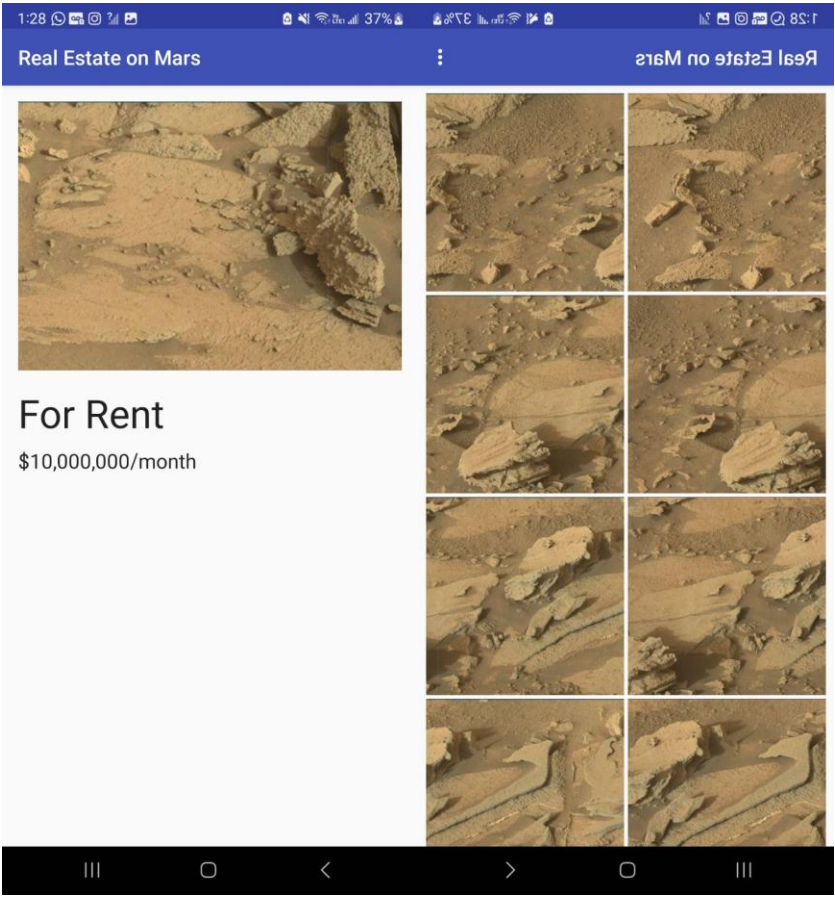 1:28 37%
Real Estate on Mars
For Rent
$10,000,000/month
37% 1:28
Real Estate on Mars